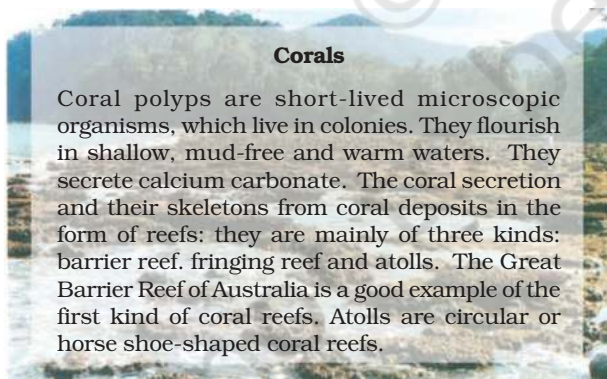 Corals
Coral polyps are short-lived microscopic
organisms, which live in colonies. They flourish
in shallow, mud-free and warm waters. They
secrete calcium carbonate. The coral secretion
and their skeletons from coral deposits in the
form of reefs: they are mainly of three kinds:
barrier reef. fringing reef and atolls. The Great
Barrier Reef of Australia is a good example of the
first kind of coral reefs. Atolls are circular or
horse shoe-shaped coral reefs.